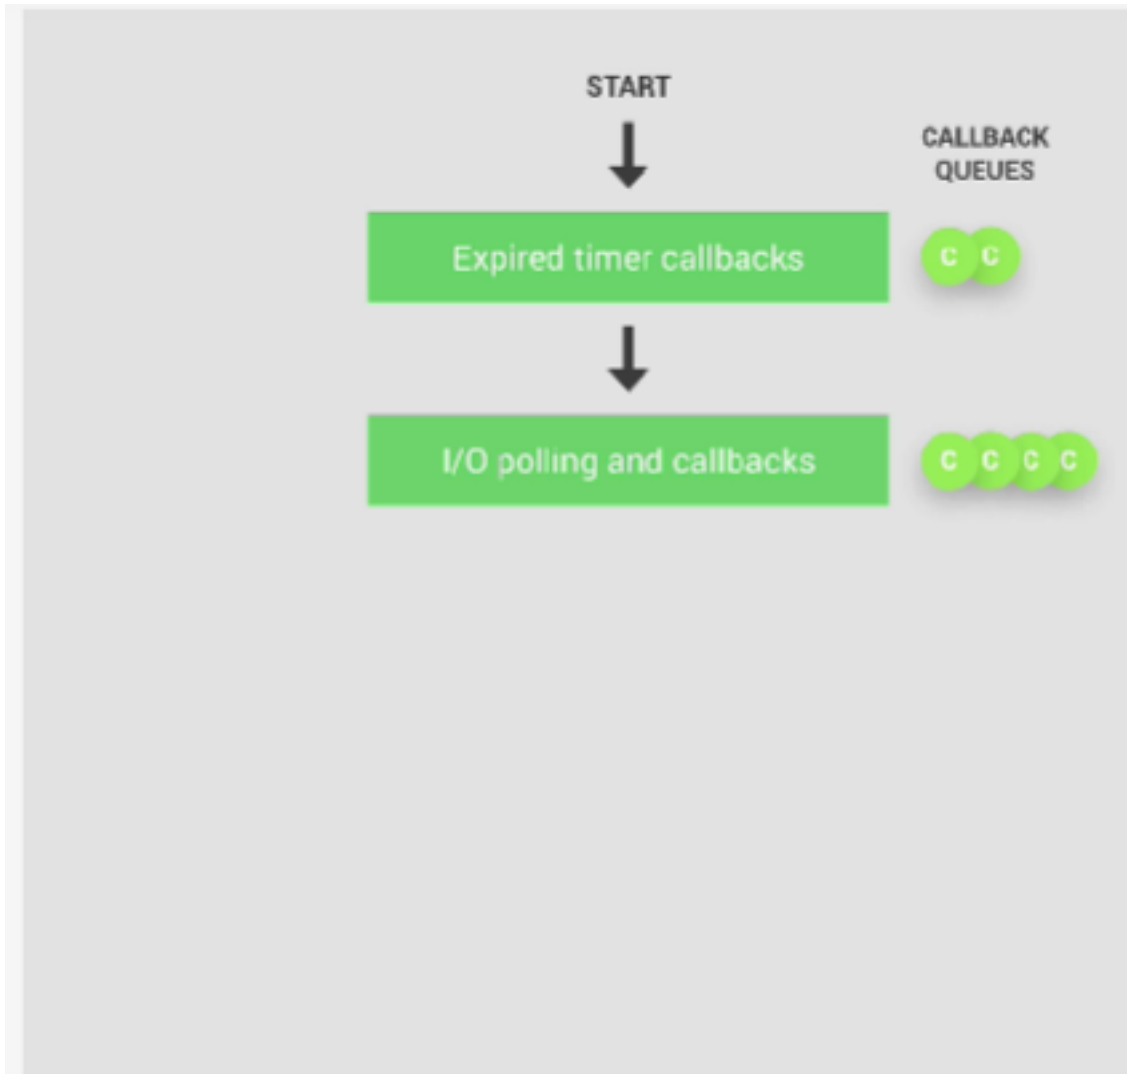 START
CALLBACK
QUEUES
Expired timer callbacks
C C
I/O polling and callbacks
C C C C